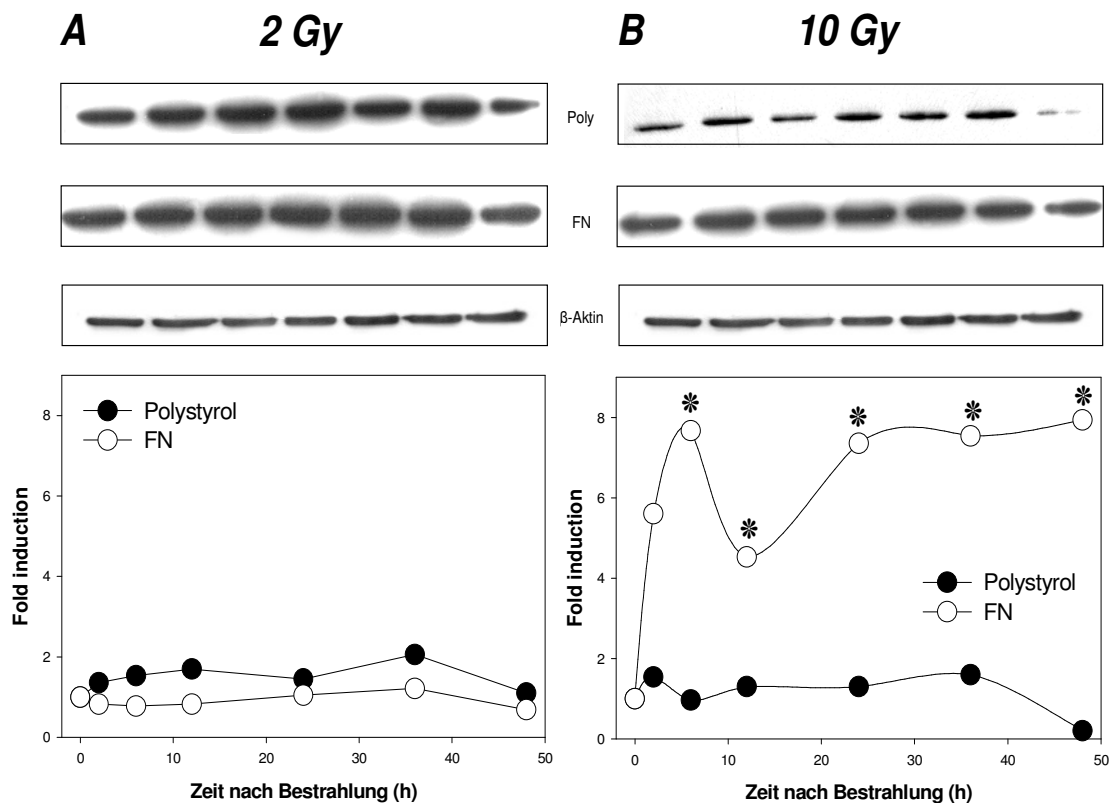 A 2 Gy
B 10 Gy
Poly
FN
β-Aktin
Polystyrol
FN
8
6
4
2
0
Fold induction
0 10 20 30 40 50
Zeit nach Bestrahlung (h)
* * * * *
Polystyrol
FN
8
6
4
2
0
Fold induction
0 10 20 30 40 50
Zeit nach Bestrahlung (h)